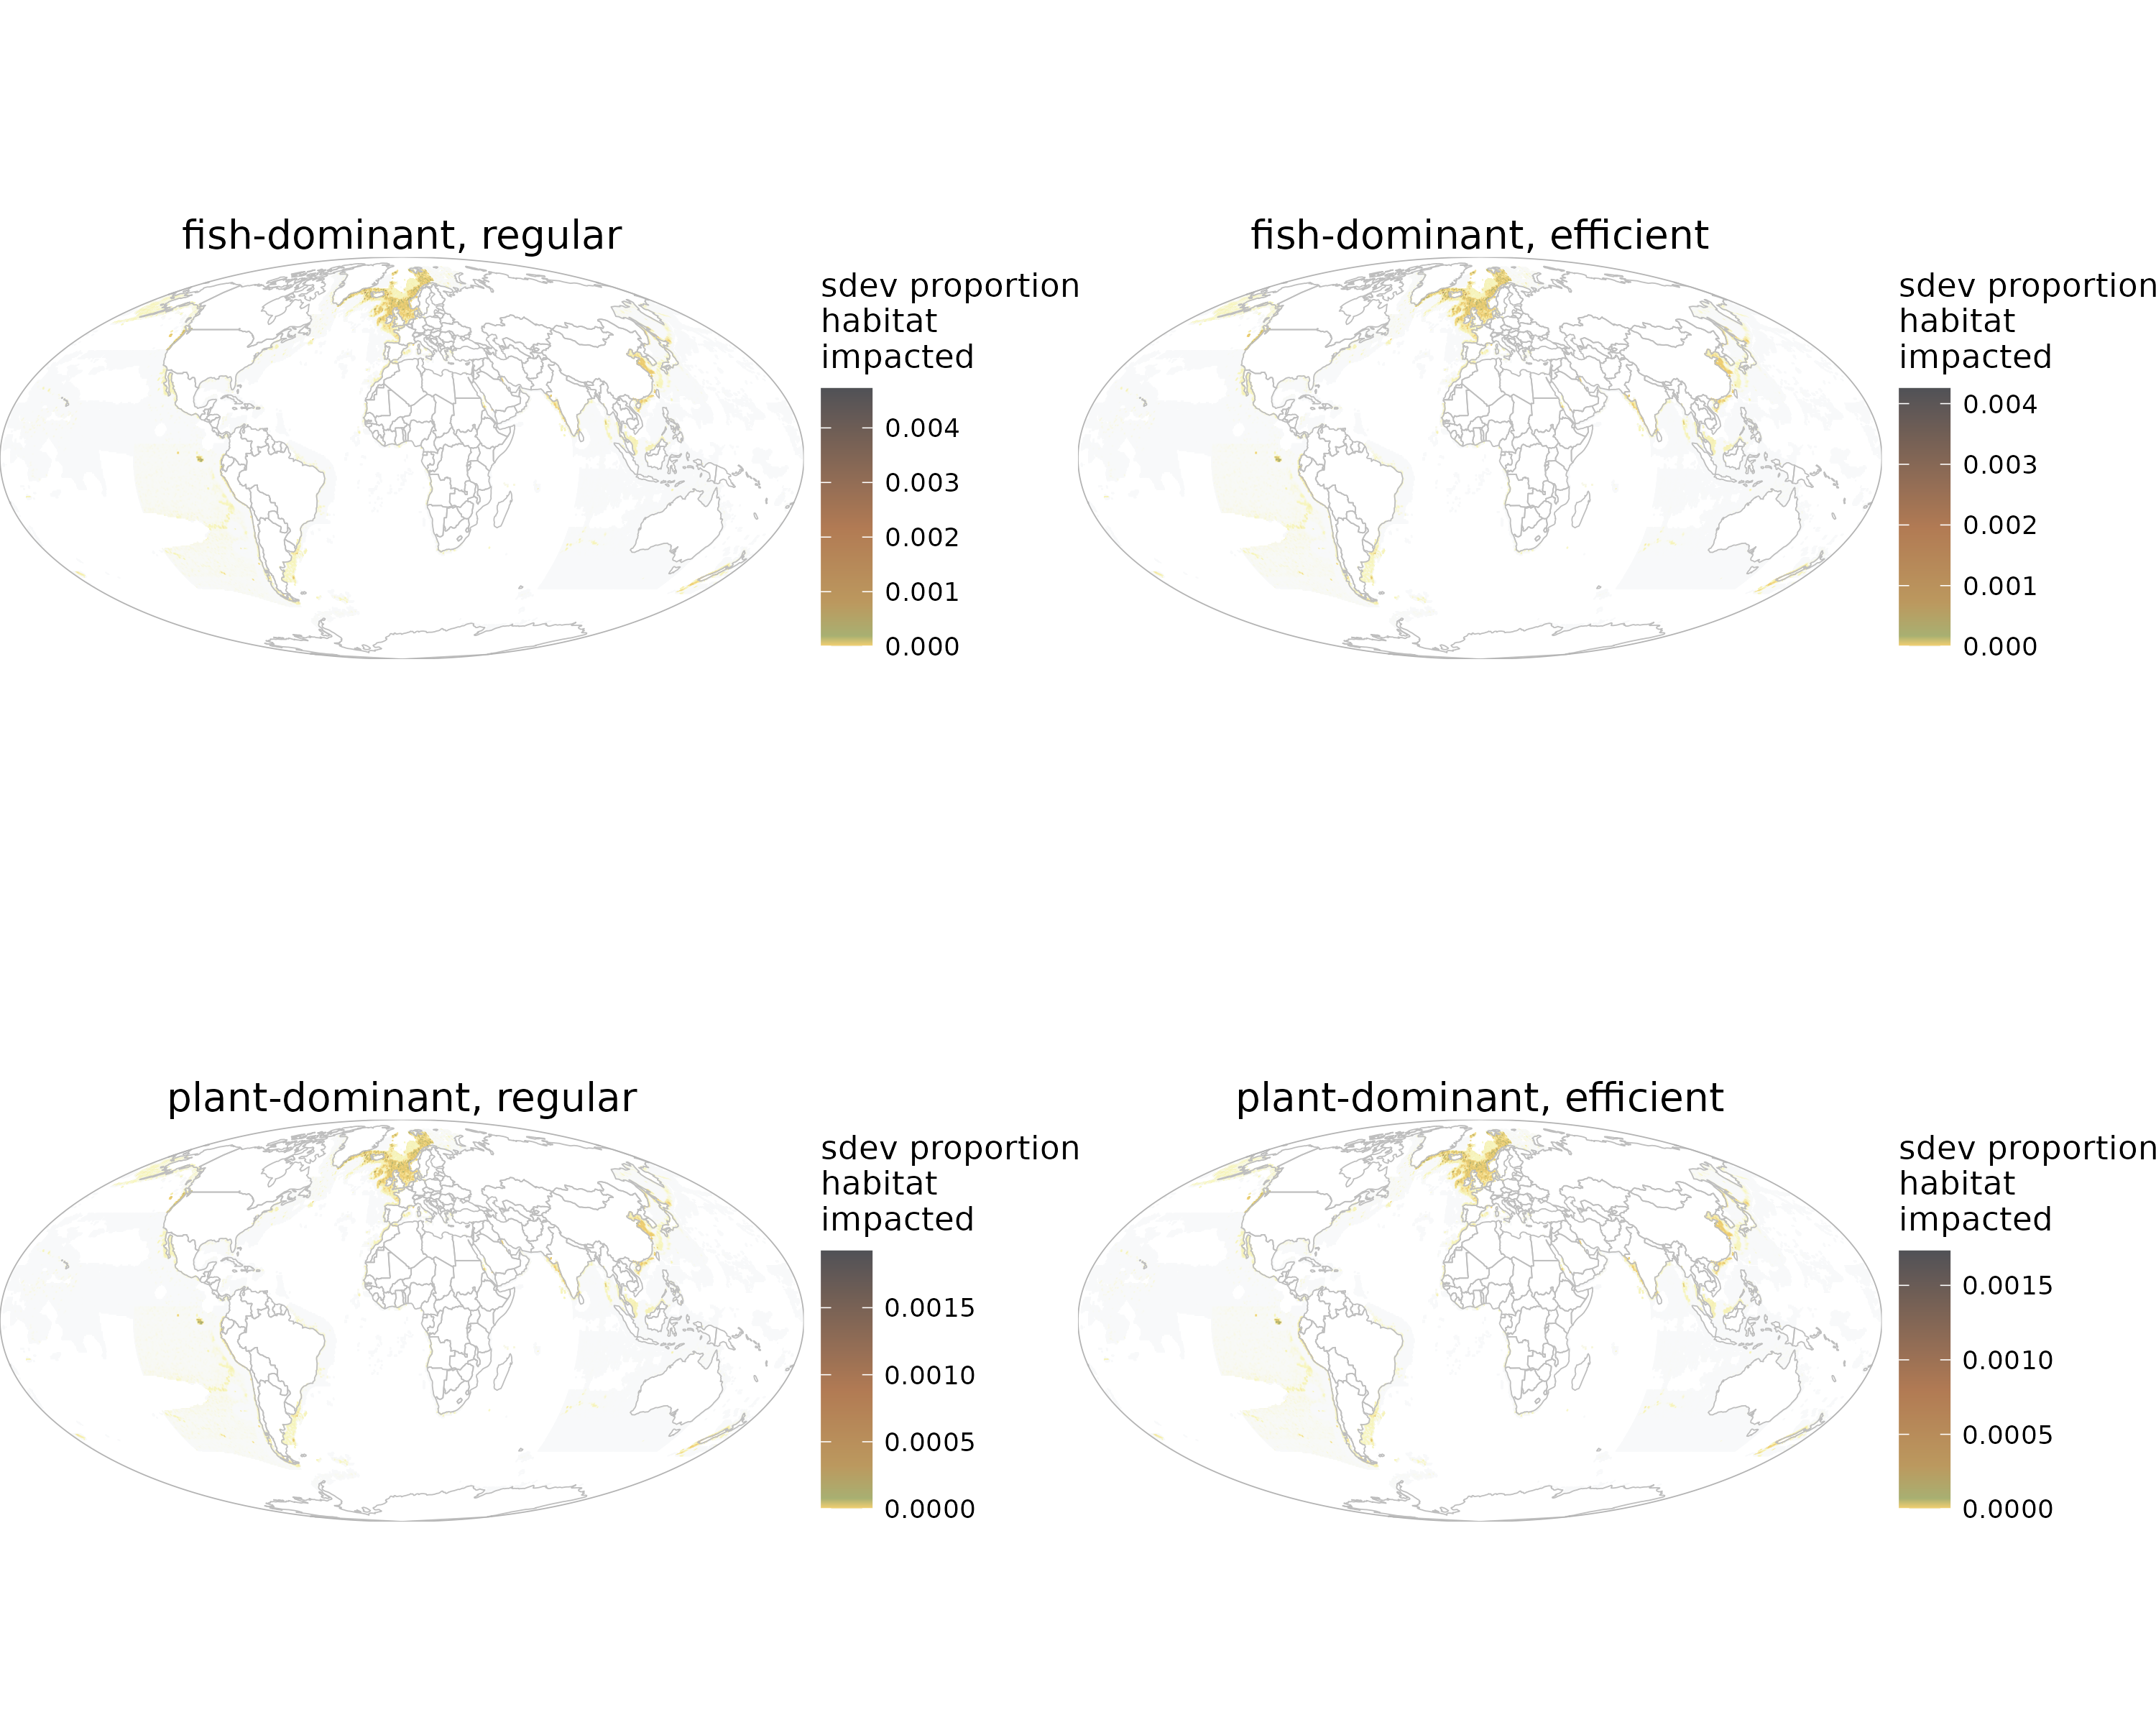 fish-dominant, regular
sdev proportion
habitat
impacted
0.004
0.003
0.002
0.001
0.000
fish-dominant, efficient
sdev proportion
habitat
impacted
0.004
0.003
0.002
0.001
0.000
plant-dominant, regular
sdev proportion
habitat
impacted
0.0015
0.0010
0.0005
0.0000
plant-dominant, efficient
sdev proportion
habitat
impacted
0.0015
0.0010
0.0005
0.0000